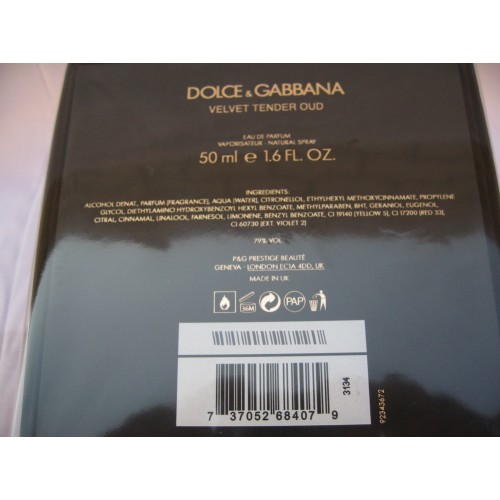 DOLCE & GABBANA
VELVET TENDER OUD
EAU DE PARFUM
VAPORISATEUR - NATURAL SPRAY
50 ml e 1.6 FL. OZ.
INGREDIENTS:
ALCOHOL DENAT., PARFUM [FRAGRANCE], AQUA [WATER], CITRONELLOL, ETHYLHEXYL METHOXYCINNAMATE, PROPYLENE
GLYCOL, DIETHYLAMINO HYDROXYBENZOYL HEXYL BENZOATE, METHYLPARABEN, BHT, GERANIOL, EUGENOL,
CITRAL, CINNAMAL, LINALOOL, FARNESOL, LIMONENE, BENZYL BENZOATE, CI 19140 [YELLOW 5], CI 17200 [RED 33],
CI 60730 [EXT. VIOLET 2]
79% VOL
P&G PRESTIGE BEAUTÉ
GENEVA - LONDON EC1A 4DD, UK
MADE IN UK
36M
PAP
3134
7 37052 68407 9
92343672